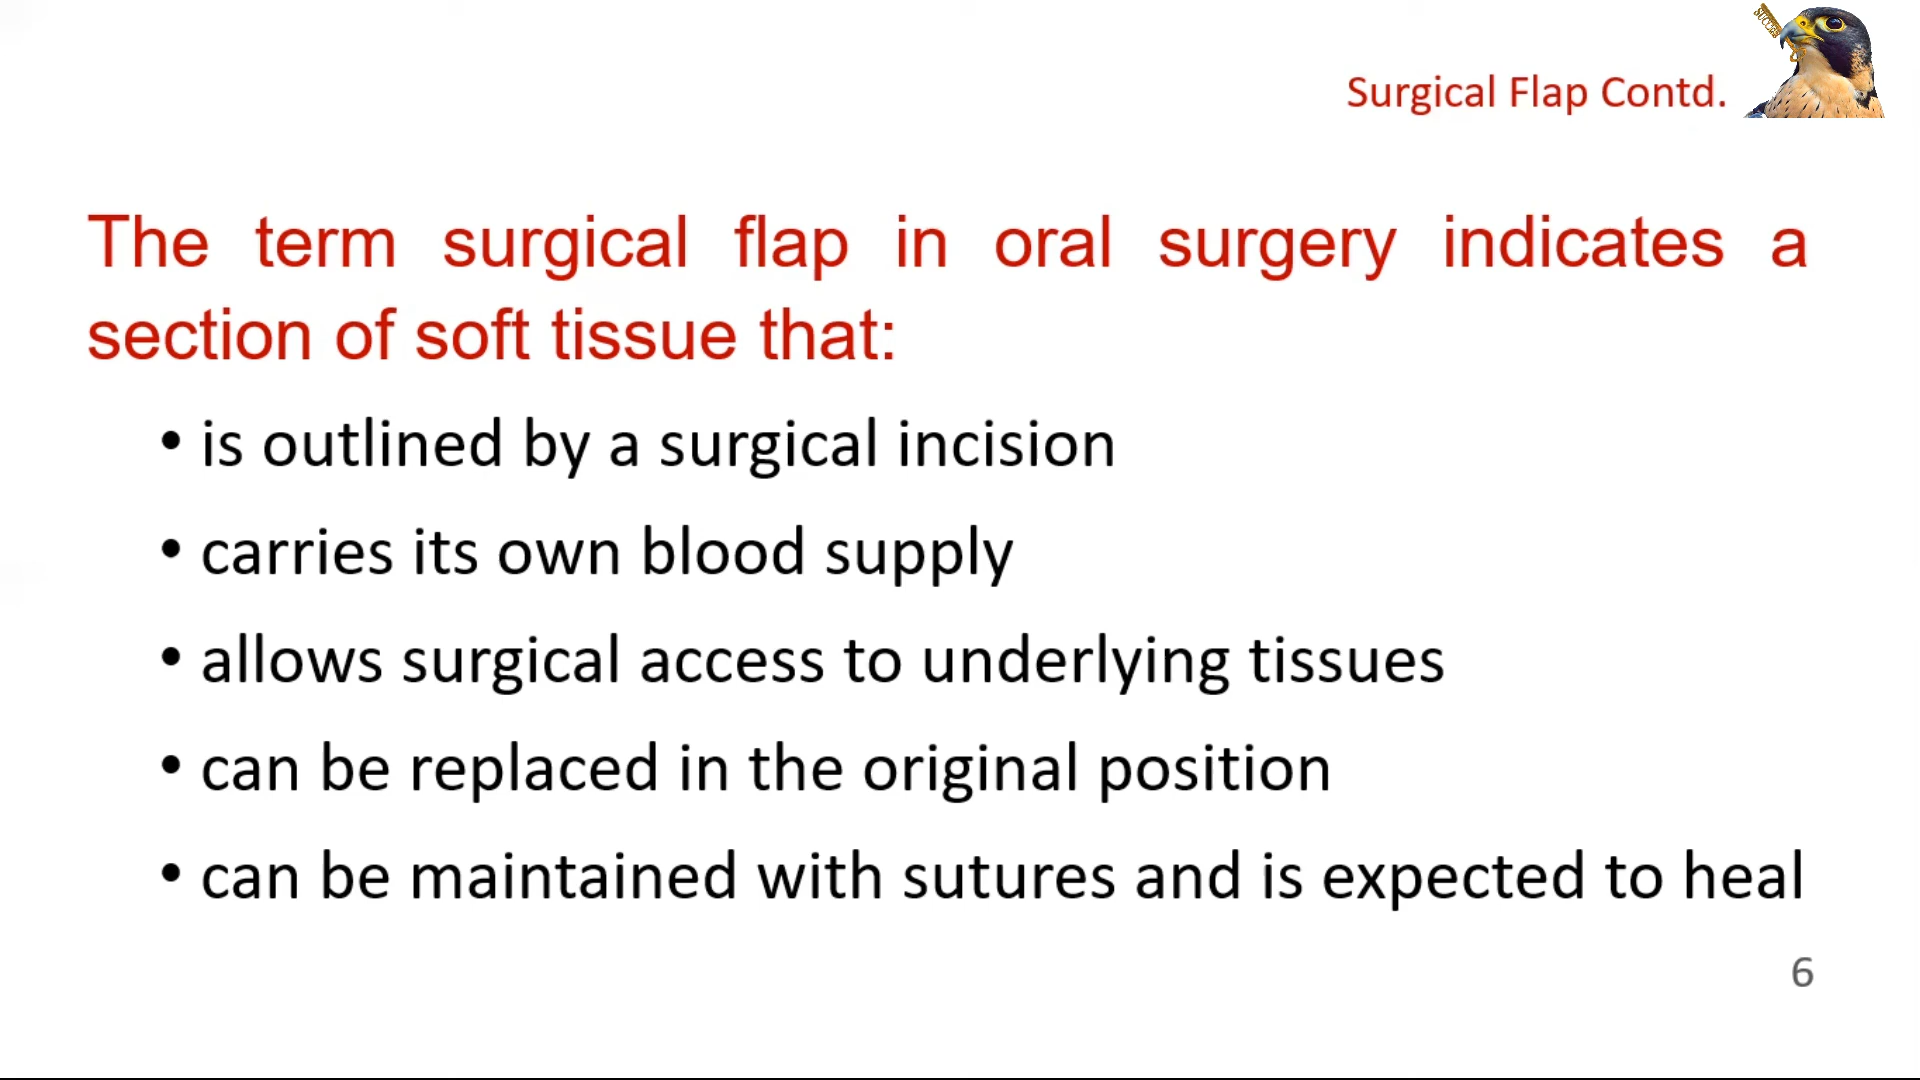 Surgical Flap Contd.
SUCCESS
The term surgical flap in oral surgery indicates a
section of soft tissue that:
• is outlined by a surgical incision
• carries its own blood supply
• allows surgical access to underlying tissues
• can be replaced in the original position
• can be maintained with sutures and is expected to heal
6